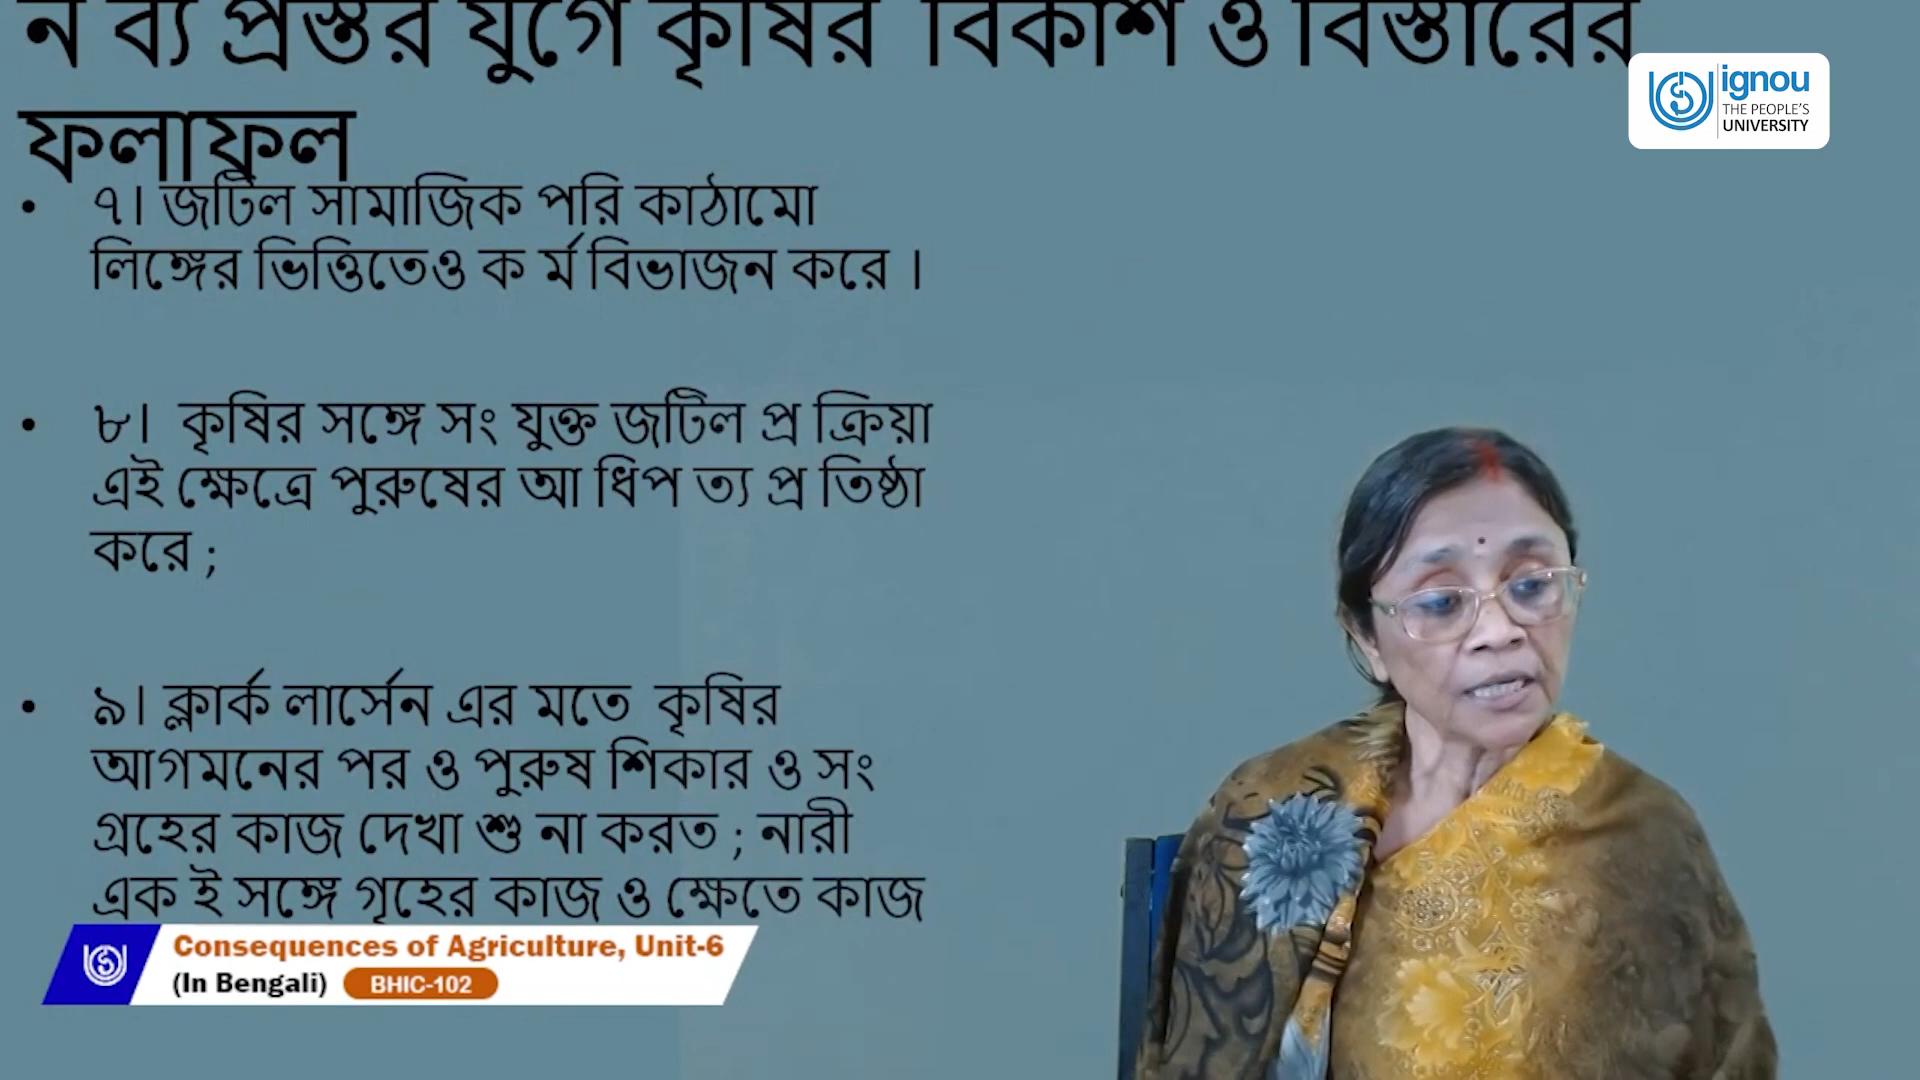 ন ব্য প্রস্তর যুগে কৃষির বিকাশ ও বিস্তারের
ফলাফল
• ৭। জটিল সামাজিক পরি কাঠামো
লিঙ্গের ভিত্তিতেও ক র্ম বিভাজন করে ।
• ৮। কৃষির সঙ্গে সং যুক্ত জটিল প্র ক্রিয়া
এই ক্ষেত্রে পুরুষের আ ধিপ ত্য প্র তিষ্ঠা
করে ;
• ৯। ক্লার্ক লার্সেন এর মতে কৃষির
আগমনের পর ও পুরুষ শিকার ও সং
গ্রহের কাজ দেখা শু না করত ; নারী
এক ই সঙ্গে গৃহের কাজ ও ক্ষেতে কাজ
ignou
THE PEOPLE'S
UNIVERSITY
Consequences of Agriculture, Unit-6
(In Bengali) BHIC-102